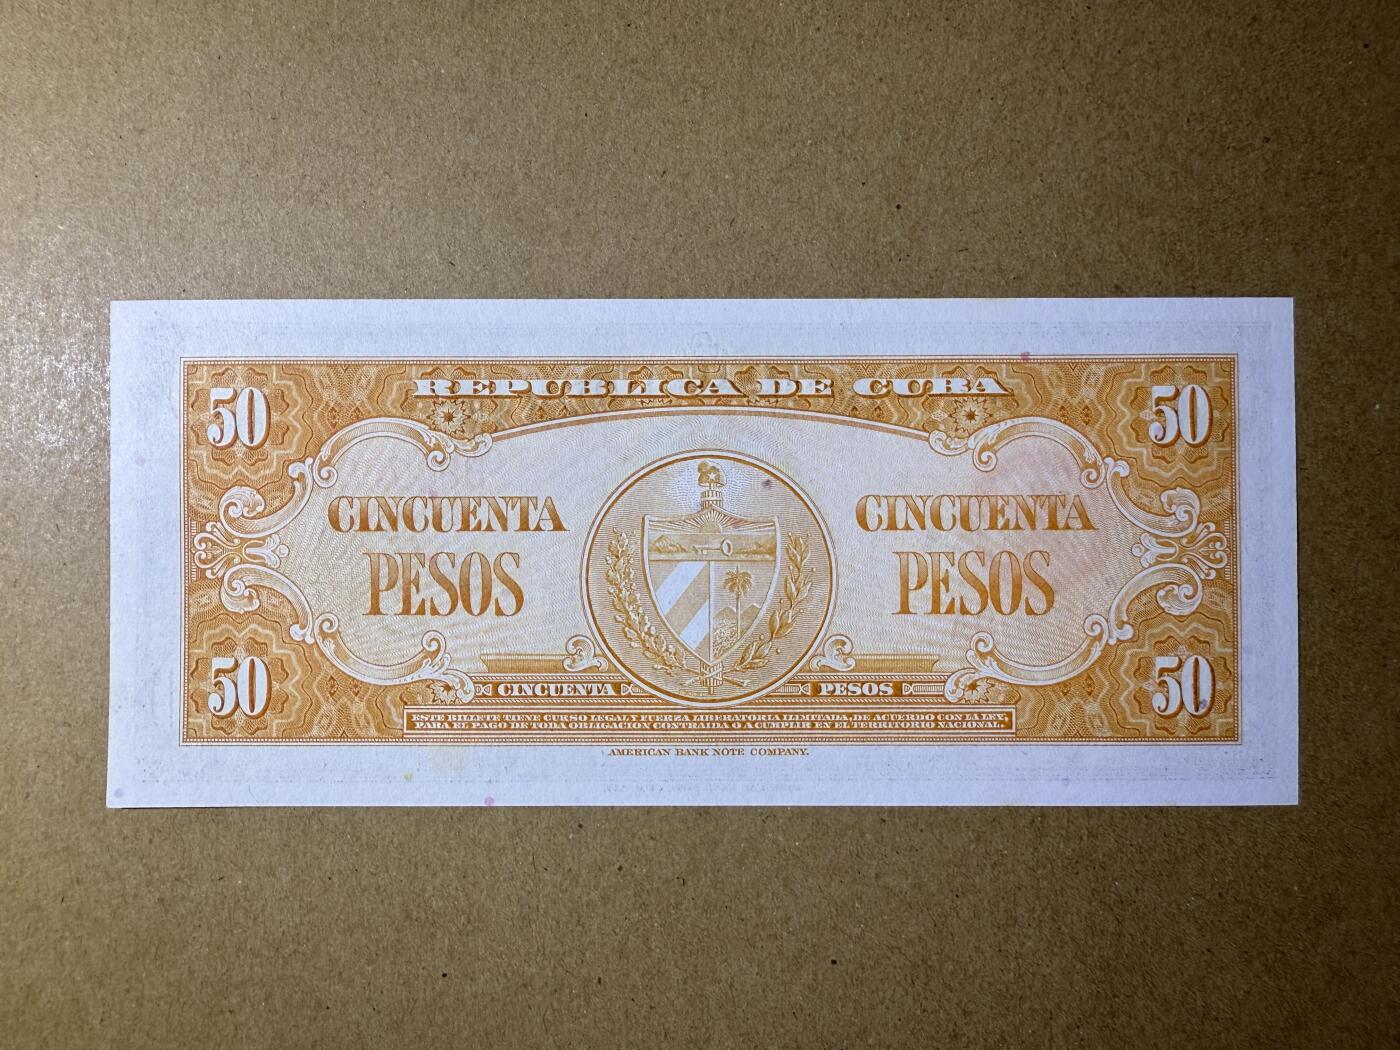 REPUBLICA DE CUBA
50
50
CINCUENTA
PESOS
CINCUENTA
PESOS
50
50
CINCUENTA
PESOS
ESTE BILLETE TIENE CURSO LEGAL Y FUERZA LIBERATORIA ILIMITADA, DE ACUERDO CON LA LEY,
PARA EL PAGO DE TODA OBLIGACION CONTRAIDA O A CUMPLIR EN EL TERRITORIO NACIONAL.
AMERICAN BANK NOTE COMPANY.